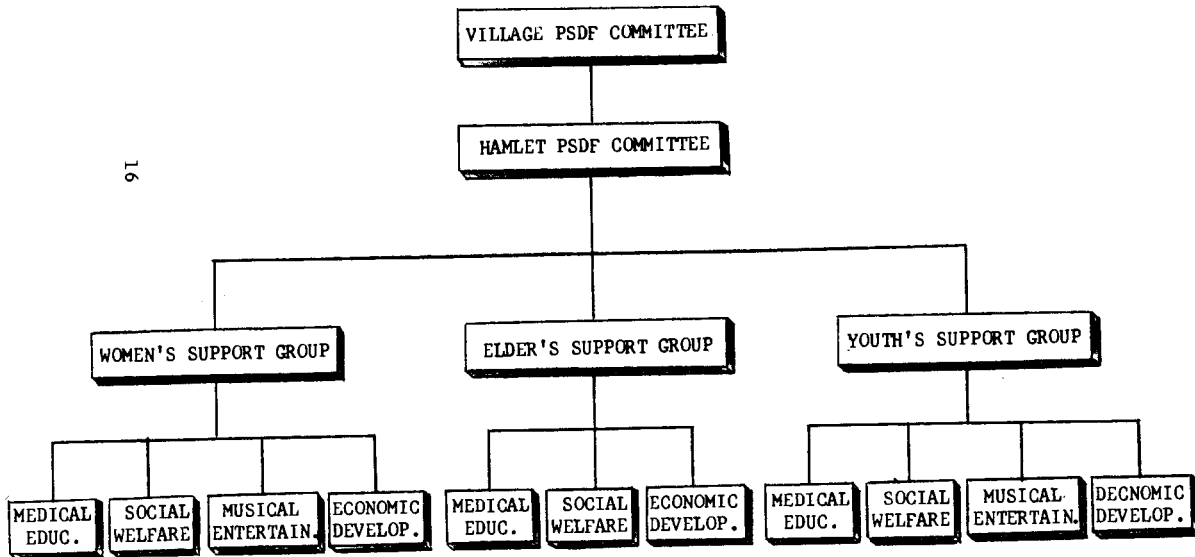 VILLAGE PSDF COMMITTEE
HAMLET PSDF COMMITTEE
16
WOMEN'S SUPPORT GROUP
ELDER'S SUPPORT GROUP
YOUTH'S SUPPORT GROUP
MEDICAL
EDUC.
SOCIAL
WELFARE
MUSICAL
ENTERTAIN.
ECONOMIC
DEVELOP.
MEDICAL
EDUC.
SOCIAL
WELFARE
ECONOMIC
DEVELOP.
MEDICAL
EDUC.
SOCIAL
WELFARE
MUSICAL
ENTERTAIN.
DECNOMIC
DEVELOP.